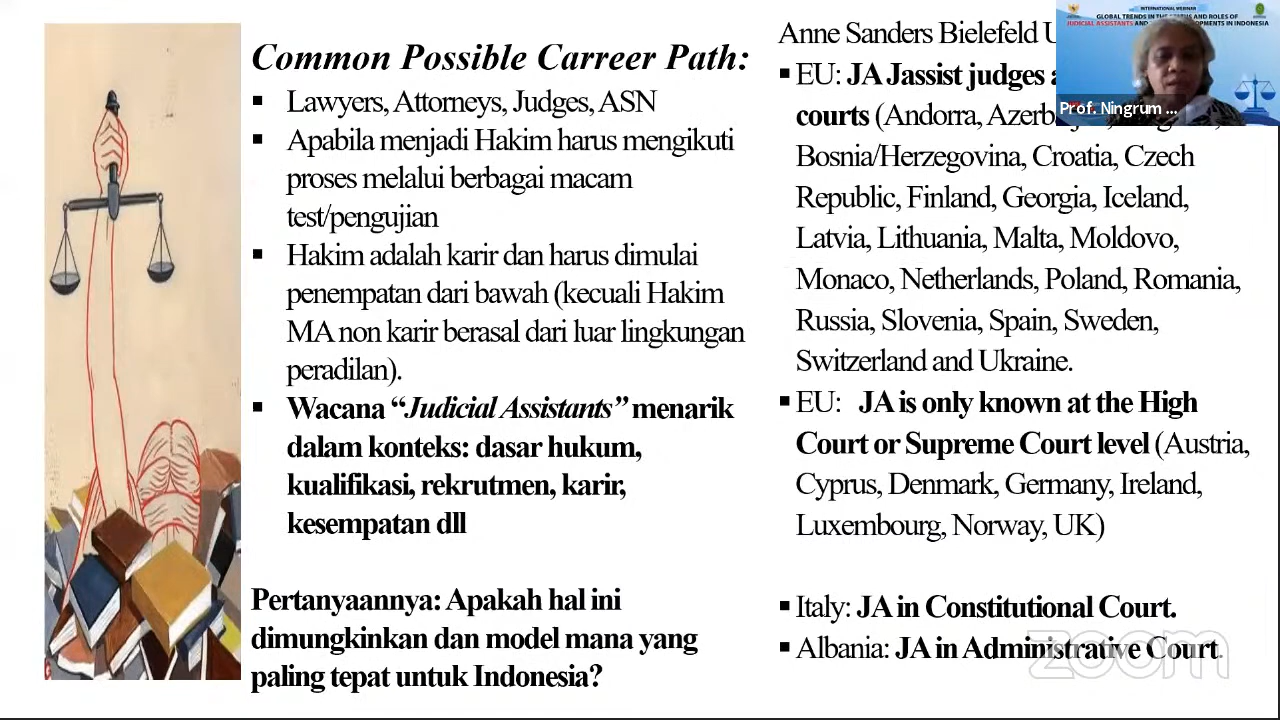 Common Possible Carreer Path:
▪ Lawyers, Attorneys, Judges, ASN
▪ Apabila menjadi Hakim harus mengikuti
proses melalui berbagai macam
test/pengujian
▪ Hakim adalah karir dan harus dimulai
penempatan dari bawah (kecuali Hakim
MA non karir berasal dari luar lingkungan
peradilan).
▪ Wacana “Judicial Assistants” menarik
dalam konteks: dasar hukum,
kualifikasi, rekrutmen, karir,
kesempatan dll
Pertanyaannya: Apakah hal ini
dimungkinkan dan model mana yang
paling tepat untuk Indonesia?
Anne Sanders Bielefeld U
▪ EU: JA Jassist judges
courts (Andorra,
Bosnia/Herzegovina, Croatia, Czech
Republic, Finland, Georgia, Iceland,
Latvia, Lithuania, Malta, Moldovo,
Monaco, Netherlands, Poland, Romania,
Russia, Slovenia, Spain, Sweden,
Switzerland and Ukraine.
▪ EU: JA is only known at the High
Court or Supreme Court level (Austria,
Cyprus, Denmark, Germany, Ireland,
Luxembourg, Norway, UK)
▪ Italy: JA in Constitutional Court.
▪ Albania: JA in Administrative Court.
INTERNATIONAL WEBINAR
GLOBAL TRENDS IN THE STATUS AND ROLES OF
JUDICIAL ASSISTANTS AND IN INDONESIA
Prof. Ningrum ...
zoom